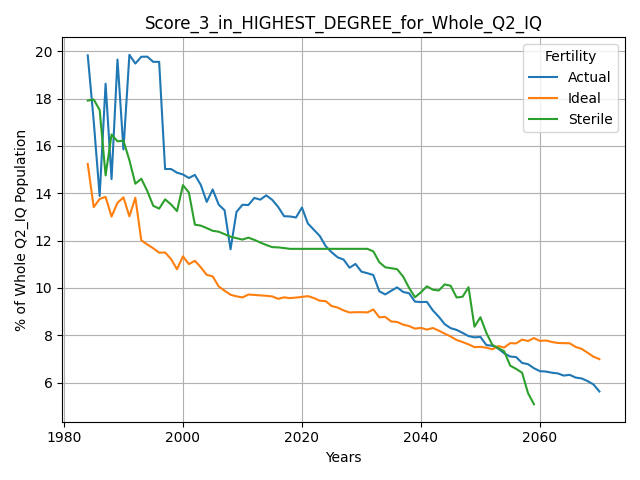 Score_3_in_HIGHEST_DEGREE_for_Whole_Q2_IQ
Fertility
Actual
Ideal
Sterile
% of Whole Q2_IQ Population
20
18
16
14
12
10
8
6
1980
2000
2020
2040
2060
Years